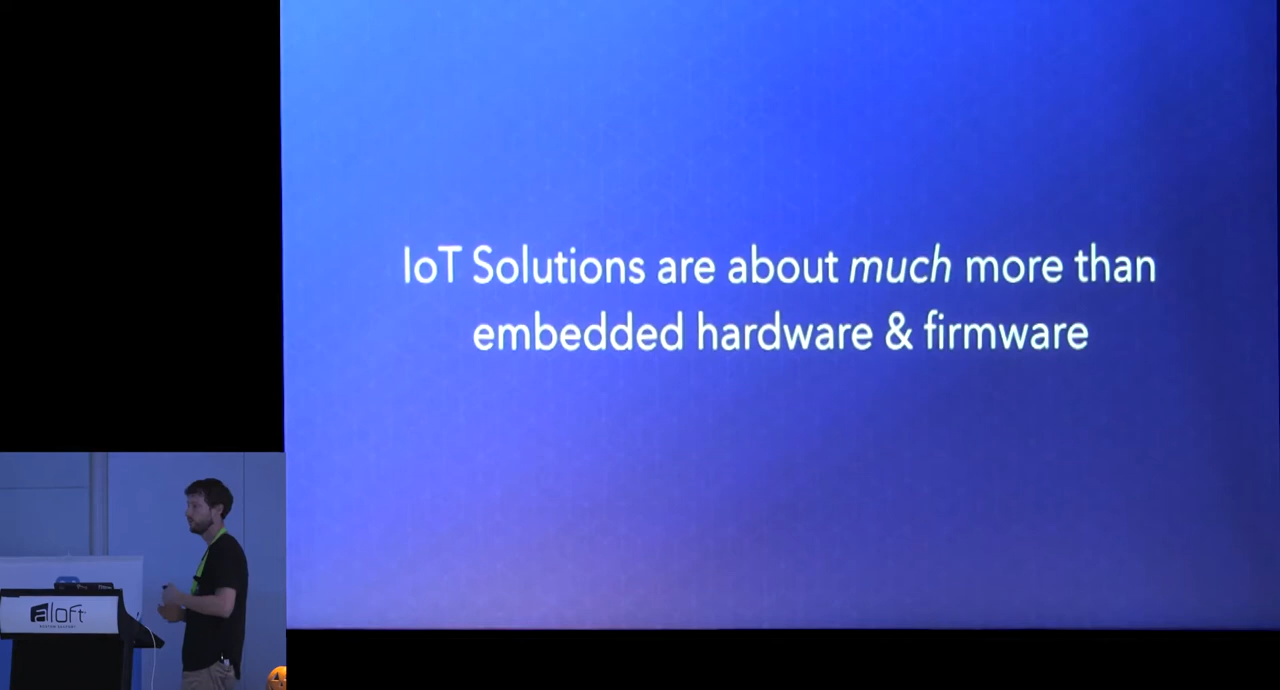 IoT Solutions are about much more than
embedded hardware & firmware
aloft